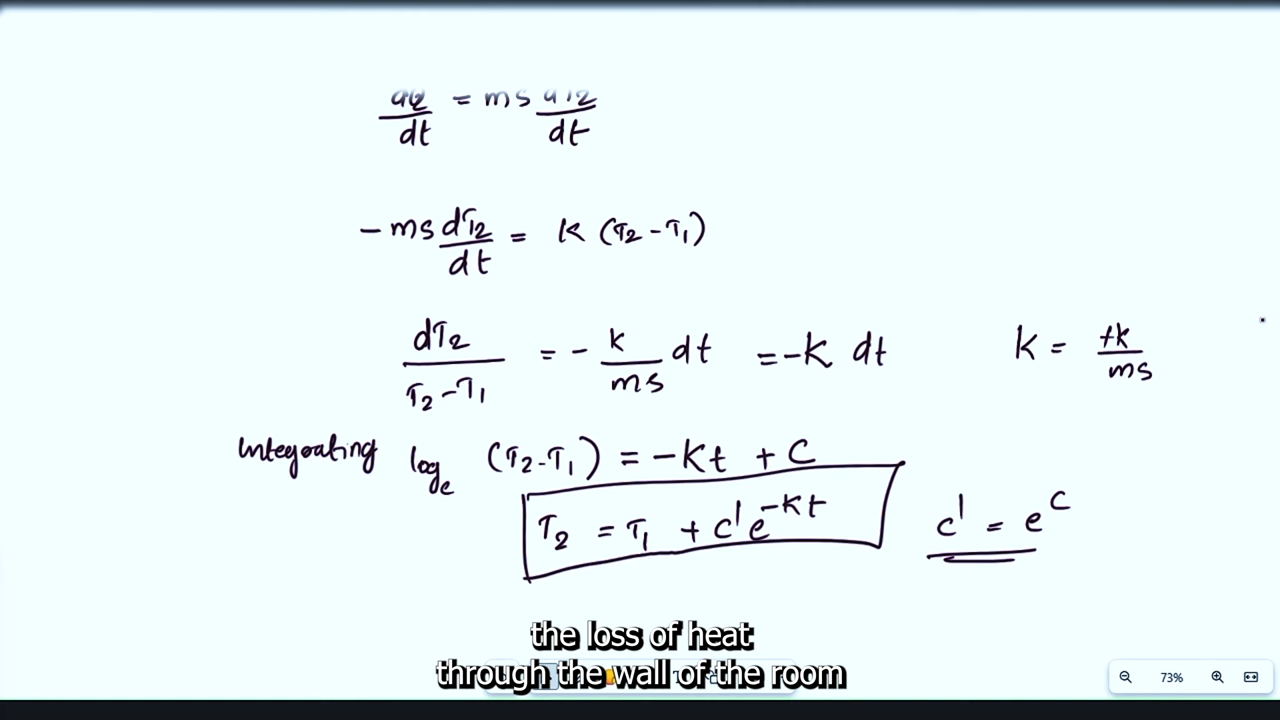 dQ/dt = ms dT2/dt
-ms dT2/dt = k (T2 - T1)
dT2/(T2 - T1) = - k/ms dt = -K dt K = +k/ms
Integrating loge (T2 - T1) = -Kt + C
T2 = T1 + c'e^-Kt c' = e^C
the loss of heat
through the wall of the room
73%